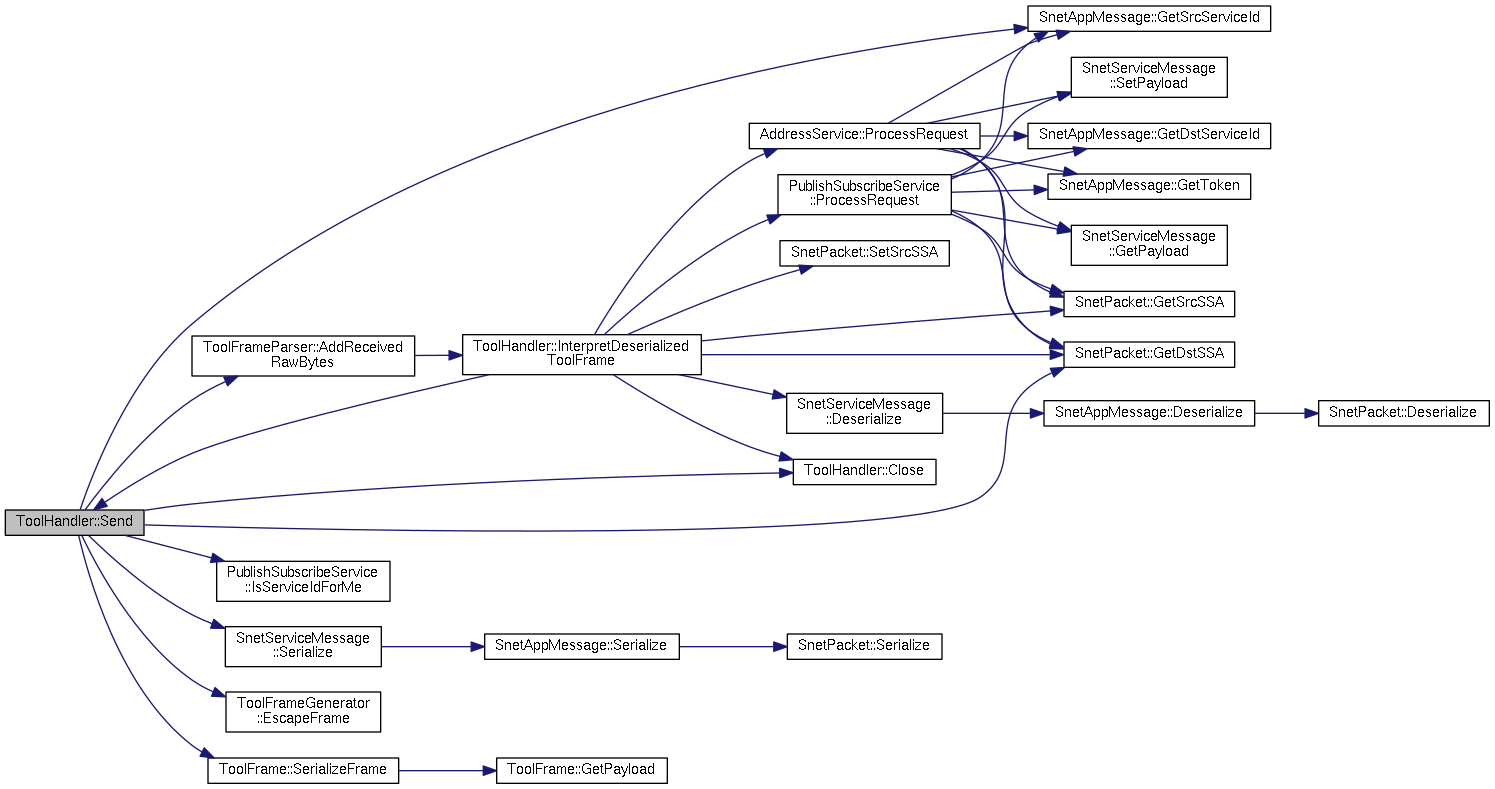 SnetAppMessage::GetSrcServiceId
SnetServiceMessage
::SetPayload
AddressService::ProcessRequest
SnetAppMessage::GetDstServiceId
PublishSubscribeService
::ProcessRequest
SnetAppMessage::GetToken
SnetServiceMessage
::GetPayload
SnetPacket::SetSrcSSA
SnetPacket::GetSrcSSA
ToolFrameParser::AddReceived
RawBytes
ToolHandler::InterpretDeserialized
ToolFrame
SnetPacket::GetDstSSA
SnetServiceMessage
::Deserialize
SnetAppMessage::Deserialize
SnetPacket::Deserialize
ToolHandler::Close
ToolHandler::Send
PublishSubscribeService
::IsServiceIdForMe
SnetServiceMessage
::Serialize
SnetAppMessage::Serialize
SnetPacket::Serialize
ToolFrameGenerator
::EscapeFrame
ToolFrame::SerializeFrame
ToolFrame::GetPayload